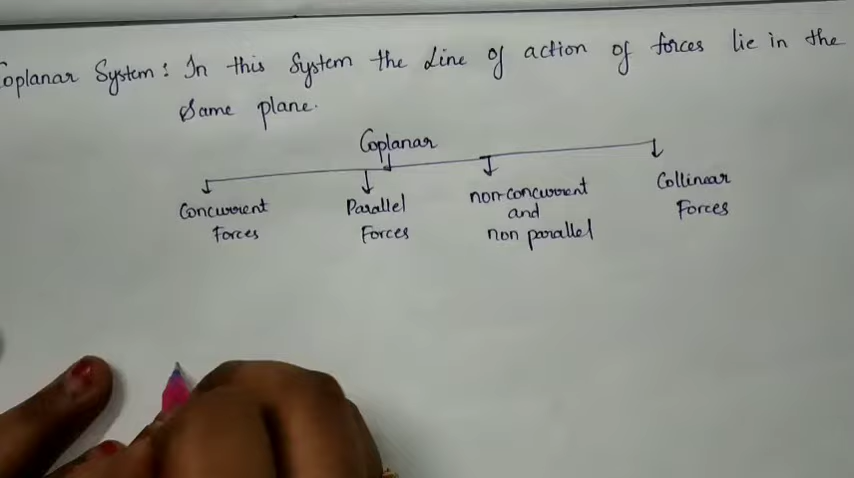 Coplanar System: In this System the Line of action of forces lie in the
Same plane.
Coplanar
Concurrent
Forces
Parallel
Forces
non-concurrent
and
non parallel
Collinear
Forces